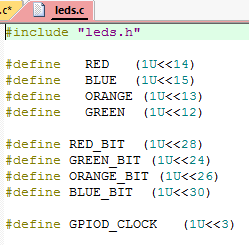 .c* leds.c
#include "leds.h"
#define RED (1U<<14)
#define BLUE (1U<<15)
#define ORANGE (1U<<13)
#define GREEN (1U<<12)
#define RED_BIT (1U<<28)
#define GREEN_BIT (1U<<24)
#define ORANGE_BIT (1U<<26)
#define BLUE_BIT (1U<<30)
#define GPIOD_CLOCK (1U<<3)